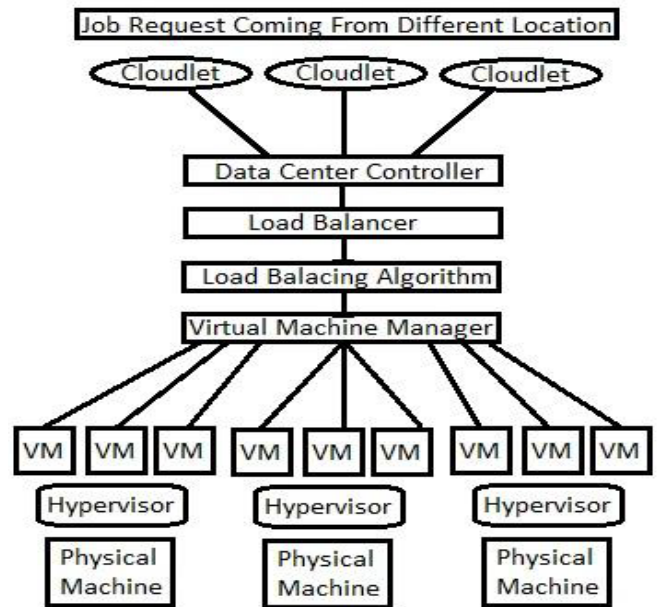 Job Request Coming From Different Location
Cloudlet Cloudlet Cloudlet
Data Center Controller
Load Balancer
Load Balacing Algorithm
Virtual Machine Manager
VM VM VM VM VM VM VM VM VM
Hypervisor Hypervisor Hypervisor
Physical Machine
Physical Machine
Physical Machine